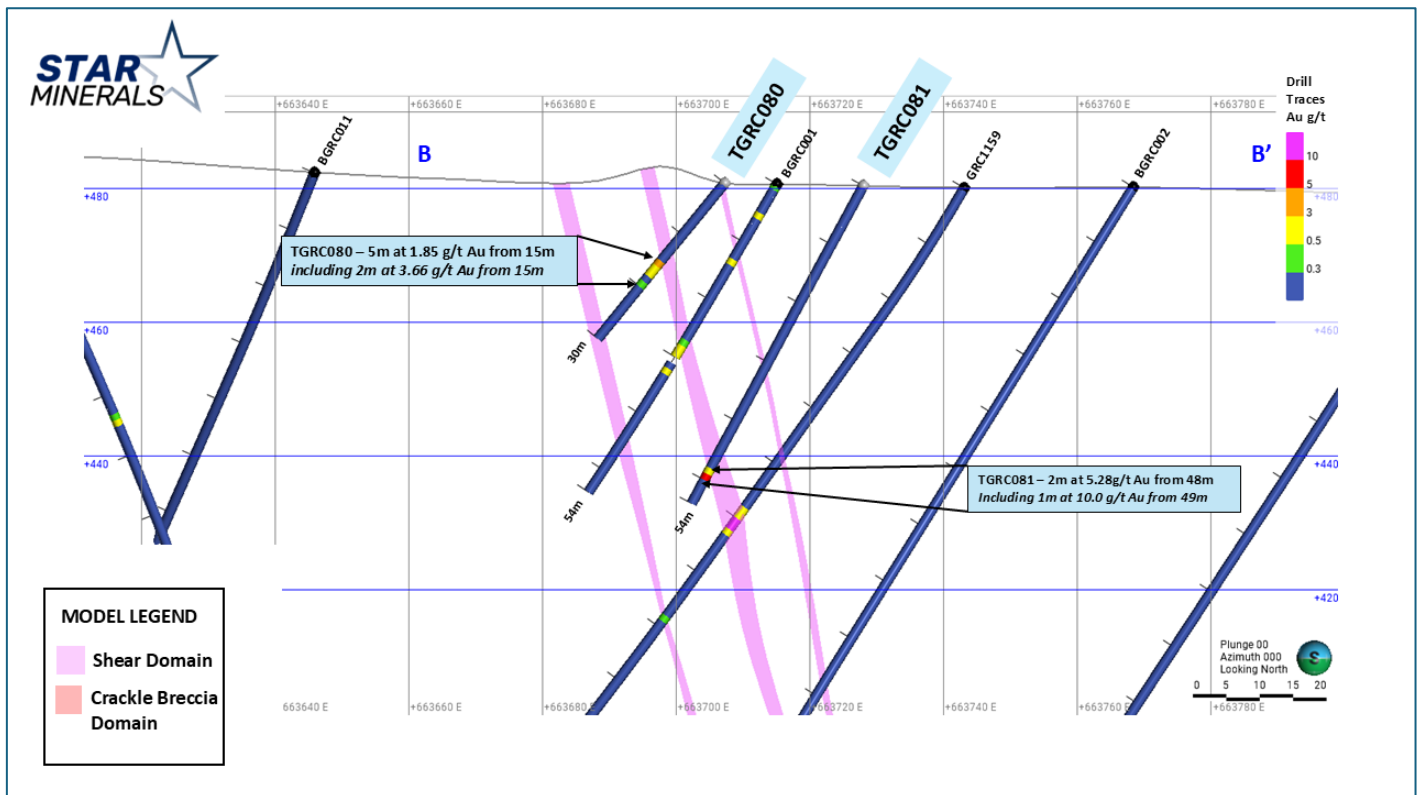 STAR
MINERALS
+663640 E
+663660 E
+663680 E
+663700 E
+663720 E
+663740 E
+663760 E
+663780 E
Drill
Traces
Au g/t
10
5
3
0.5
0.3
BGRC011
B
TGRC080
BGRC001
TGRC081
GRC1159
BGRC002
B’
+480
+480
TGRC080 – 5m at 1.85 g/t Au from 15m
including 2m at 3.66 g/t Au from 15m
+460
+460
30m
+440
+440
TGRC081 – 2m at 5.28g/t Au from 48m
Including 1m at 10.0 g/t Au from 49m
54m
54m
+420
MODEL LEGEND
Shear Domain
Crackle Breccia
Domain
Plunge 00
Azimuth 000
Looking North
S
0 5 10 15 20
663640 E
+663660 E
+663680 E
+663700 E
+663720 E
+663740 E
+663760 E
+663780 E